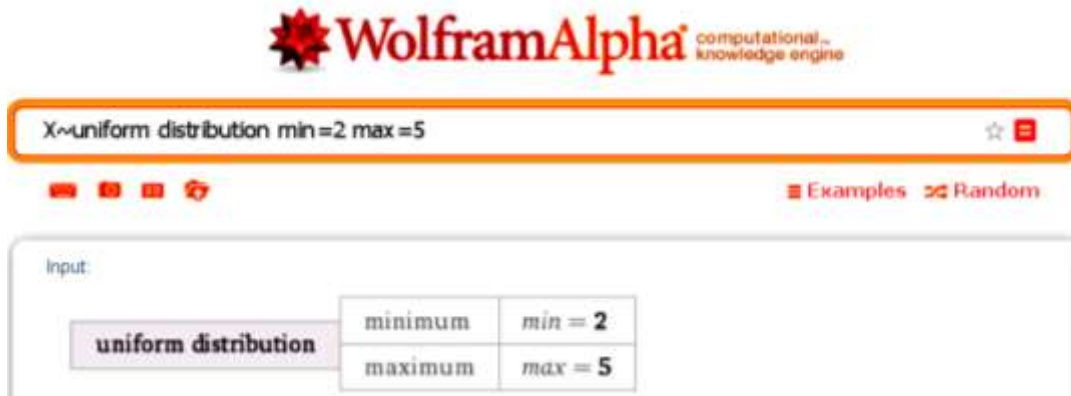 WolframAlpha computational... knowledge engine
X~uniform distribution min=2 max=5
Examples Random
Input:
uniform distribution
minimum min = 2
maximum max = 5